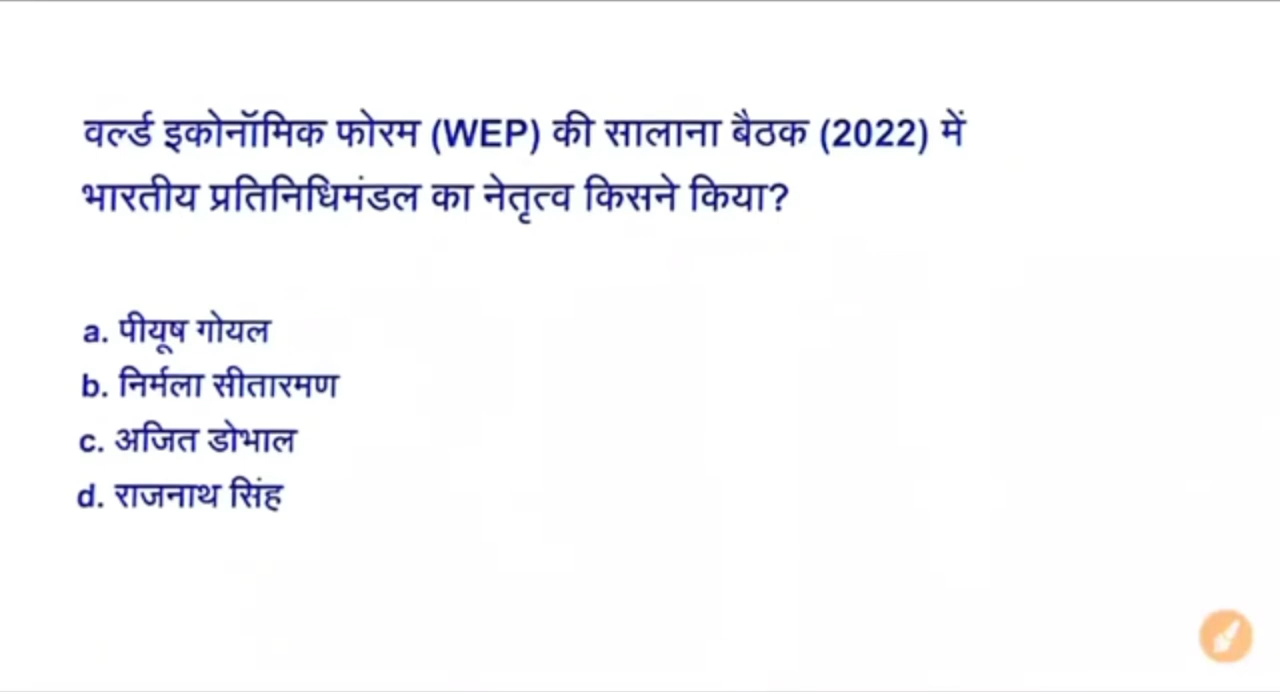 वर्ल्ड इकोनॉमिक फोरम (WEP) की सालाना बैठक (2022) में
भारतीय प्रतिनिधिमंडल का नेतृत्व किसने किया?
a. पीयूष गोयल
b. निर्मला सीतारमण
c. अजित डोभाल
d. राजनाथ सिंह